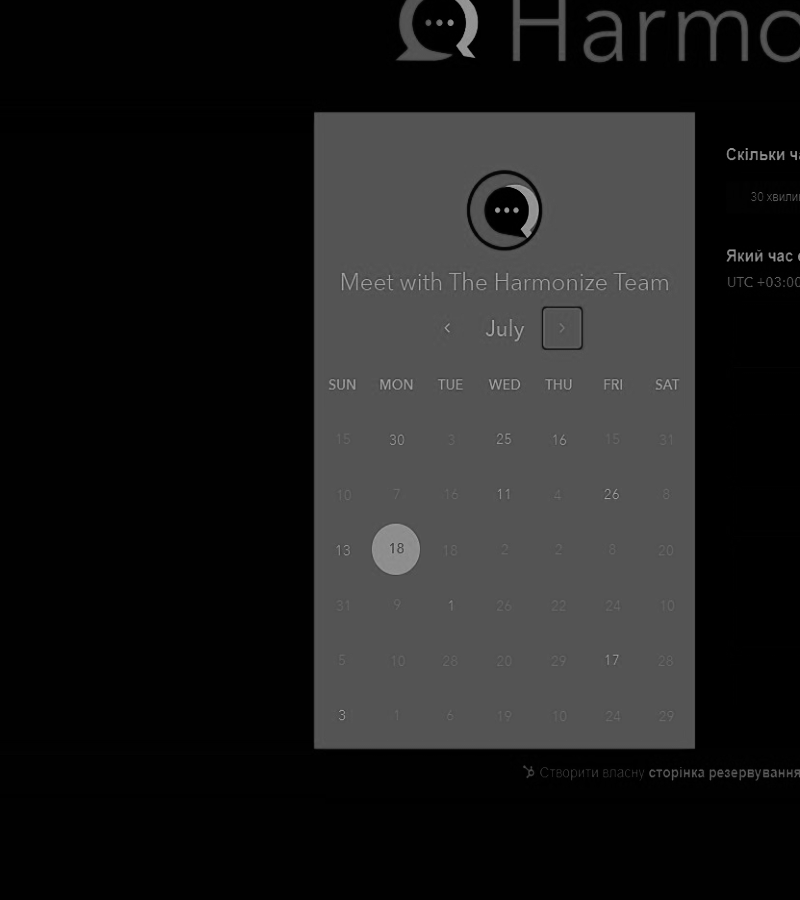 Harmo
Скільки ча
30 хвили
Meet with The Harmonize Team
Який час
UTC +03:00
July
SUN MON TUE WED THU FRI SAT
15 30 3 25 16 15 31
10 7 16 11 4 26 8
13 18 18 2 2 8 20
31 9 1 26 22 24 10
5 10 28 20 29 17 28
3 1 6 19 10 24 29
Створити власну сторінка резервування